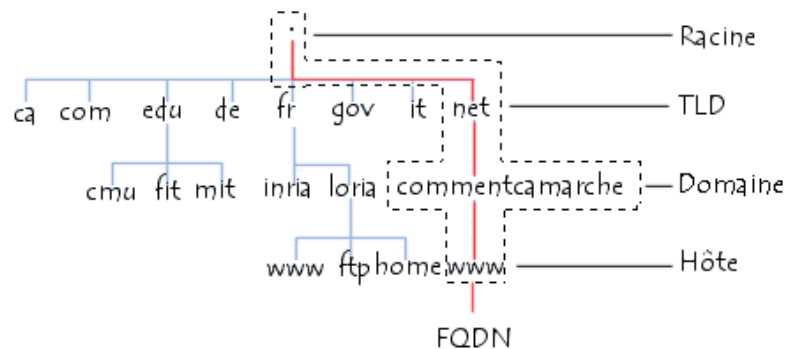 . Racine
ca com edu de fr gov it net TLD
cmu fit mit inria loria commentcamarche Domaine
www ftp home www Hôte
FQDN